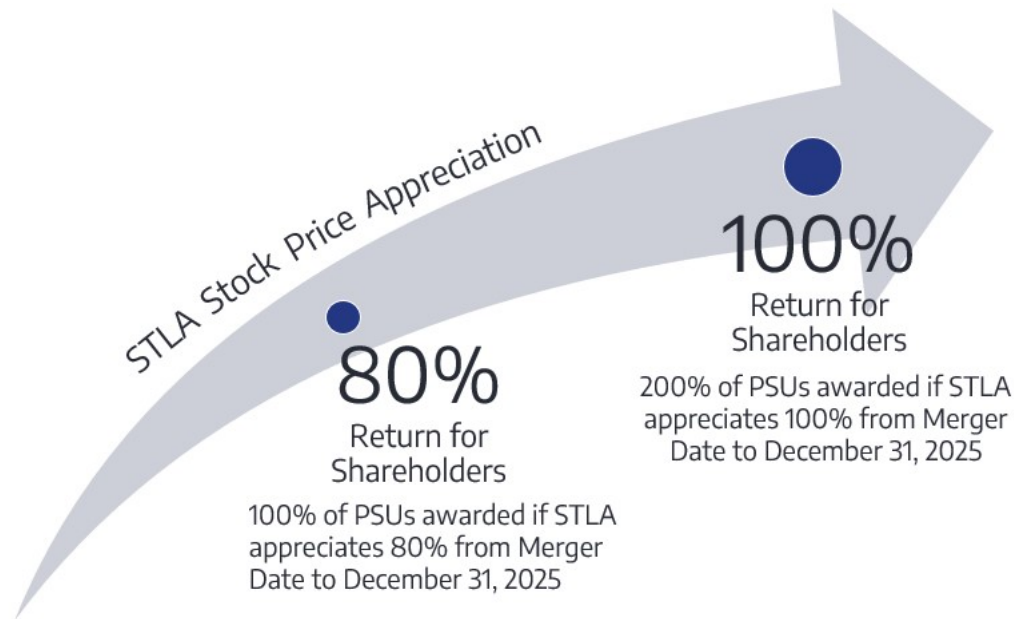 STLA Stock Price Appreciation
80%
Return for
Shareholders
100% of PSUs awarded if STLA
appreciates 80% from Merger
Date to December 31, 2025
100%
Return for
Shareholders
200% of PSUs awarded if STLA
appreciates 100% from Merger
Date to December 31, 2025